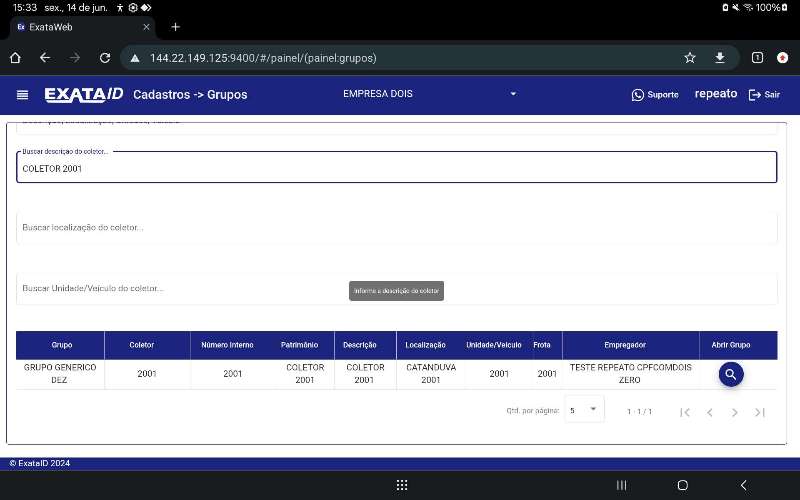 15:33 sex., 14 de jun.
100%
ExataWeb
144.22.149.125:9400/#/painel/(painel:grupos)
1
EXATA ID
Cadastros -> Grupos
EMPRESA DOIS
Suporte
repeato
Sair
Buscar descrição do coletor...
COLETOR 2001
Buscar localização do coletor...
Buscar Unidade/Veículo do coletor...
Informe a descrição do coletor
Grupo Coletor Número Interno Patrimônio Descrição Localização Unidade/Veículo Frota Empregador Abrir Grupo
GRUPO GENERICO DEZ 2001 2001 COLETOR 2001 COLETOR 2001 CATANDUVA 2001 2001 2001 TESTE REPEATO CPFCOMDOIS ZERO
Qtd. por página: 5 1 - 1 / 1
© ExataID 2024